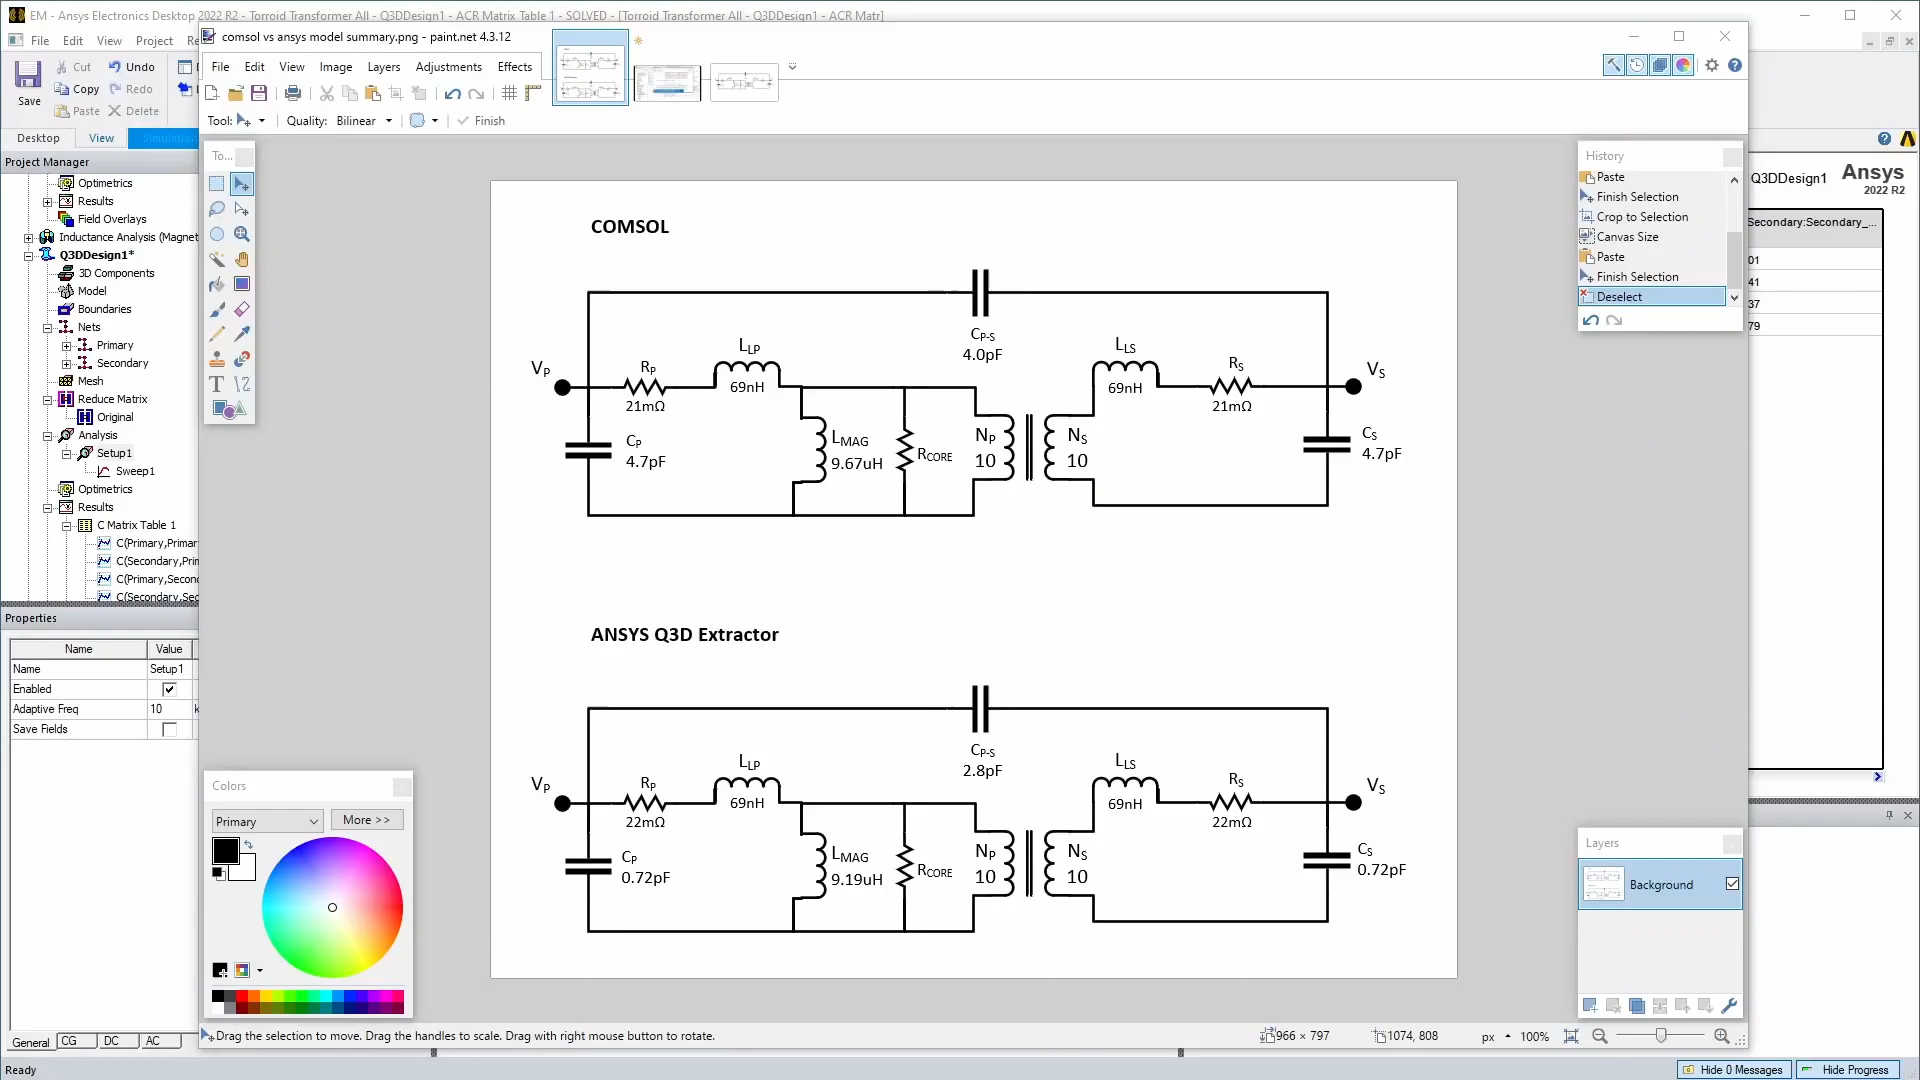 EM - Ansys Electronics Desktop 2022 R2 - Torroid Transformer All - Q3DDesign1 - ACR Matrix Table 1 - SOLVED - [Torroid Transformer All - Q3DDesign1 - ACR Matr]
File Edit View Project
Cut Undo
Save Copy Redo
Paste Delete
Desktop View
Project Manager
Optimetrics
Results
Field Overlays
Inductance Analysis (Magnet
Q3DDesign1*
3D Components
Model
Boundaries
Nets
Primary
Secondary
Mesh
Reduce Matrix
Original
Analysis
Setup1
Sweep1
Optimetrics
Results
C Matrix Table 1
C(Primary,Primar
C(Secondary,Prim
C(Primary,Second
C(Secondary,Sec
Properties
Name Value
Name Setup1
Enabled
Adaptive Freq 10
Save Fields
General CG DC AC
Ready
comsol vs ansys model summary.png - paint.net 4.3.12
File Edit View Image Layers Adjustments Effects
Tool: Quality: Bilinear Finish
To...
COMSOL
CP-S
4.0pF
VP RP LLP LLS RS VS
21mΩ 69nH 69nH 21mΩ
CP
4.7pF
LMAG
9.67uH
RCORE
NP
10
NS
10
CS
4.7pF
ANSYS Q3D Extractor
CP-S
2.8pF
VP RP LLP LLS RS VS
22mΩ 69nH 69nH 22mΩ
CP
0.72pF
LMAG
9.19uH
RCORE
NP
10
NS
10
CS
0.72pF
History
Paste
Finish Selection
Crop to Selection
Canvas Size
Paste
Finish Selection
Deselect
Q3DDesign1 Ansys
2022 R2
Secondary:Secondary_...
01
41
37
79
Colors
Primary More >>
Layers
Background
Drag the selection to move. Drag the handles to scale. Drag with right mouse button to rotate.
966 × 797 1074, 808 px 100%
Hide 0 Messages Hide Progress